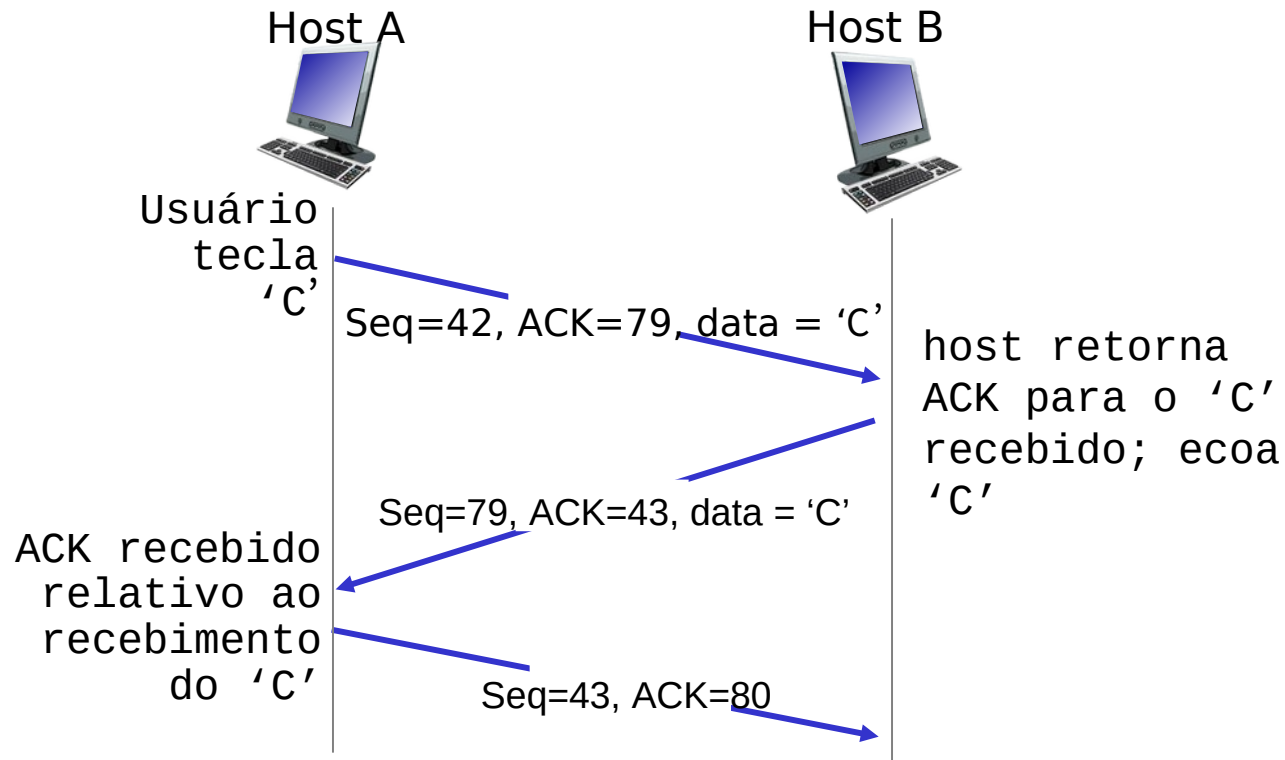 Host A
Host B
Usuário
tecla
‘C’
Seq=42, ACK=79, data = ‘C’
host retorna
ACK para o ‘C’
recebido; ecoa
‘C’
Seq=79, ACK=43, data = ‘C’
ACK recebido
relativo ao
recebimento
do ‘C’
Seq=43, ACK=80